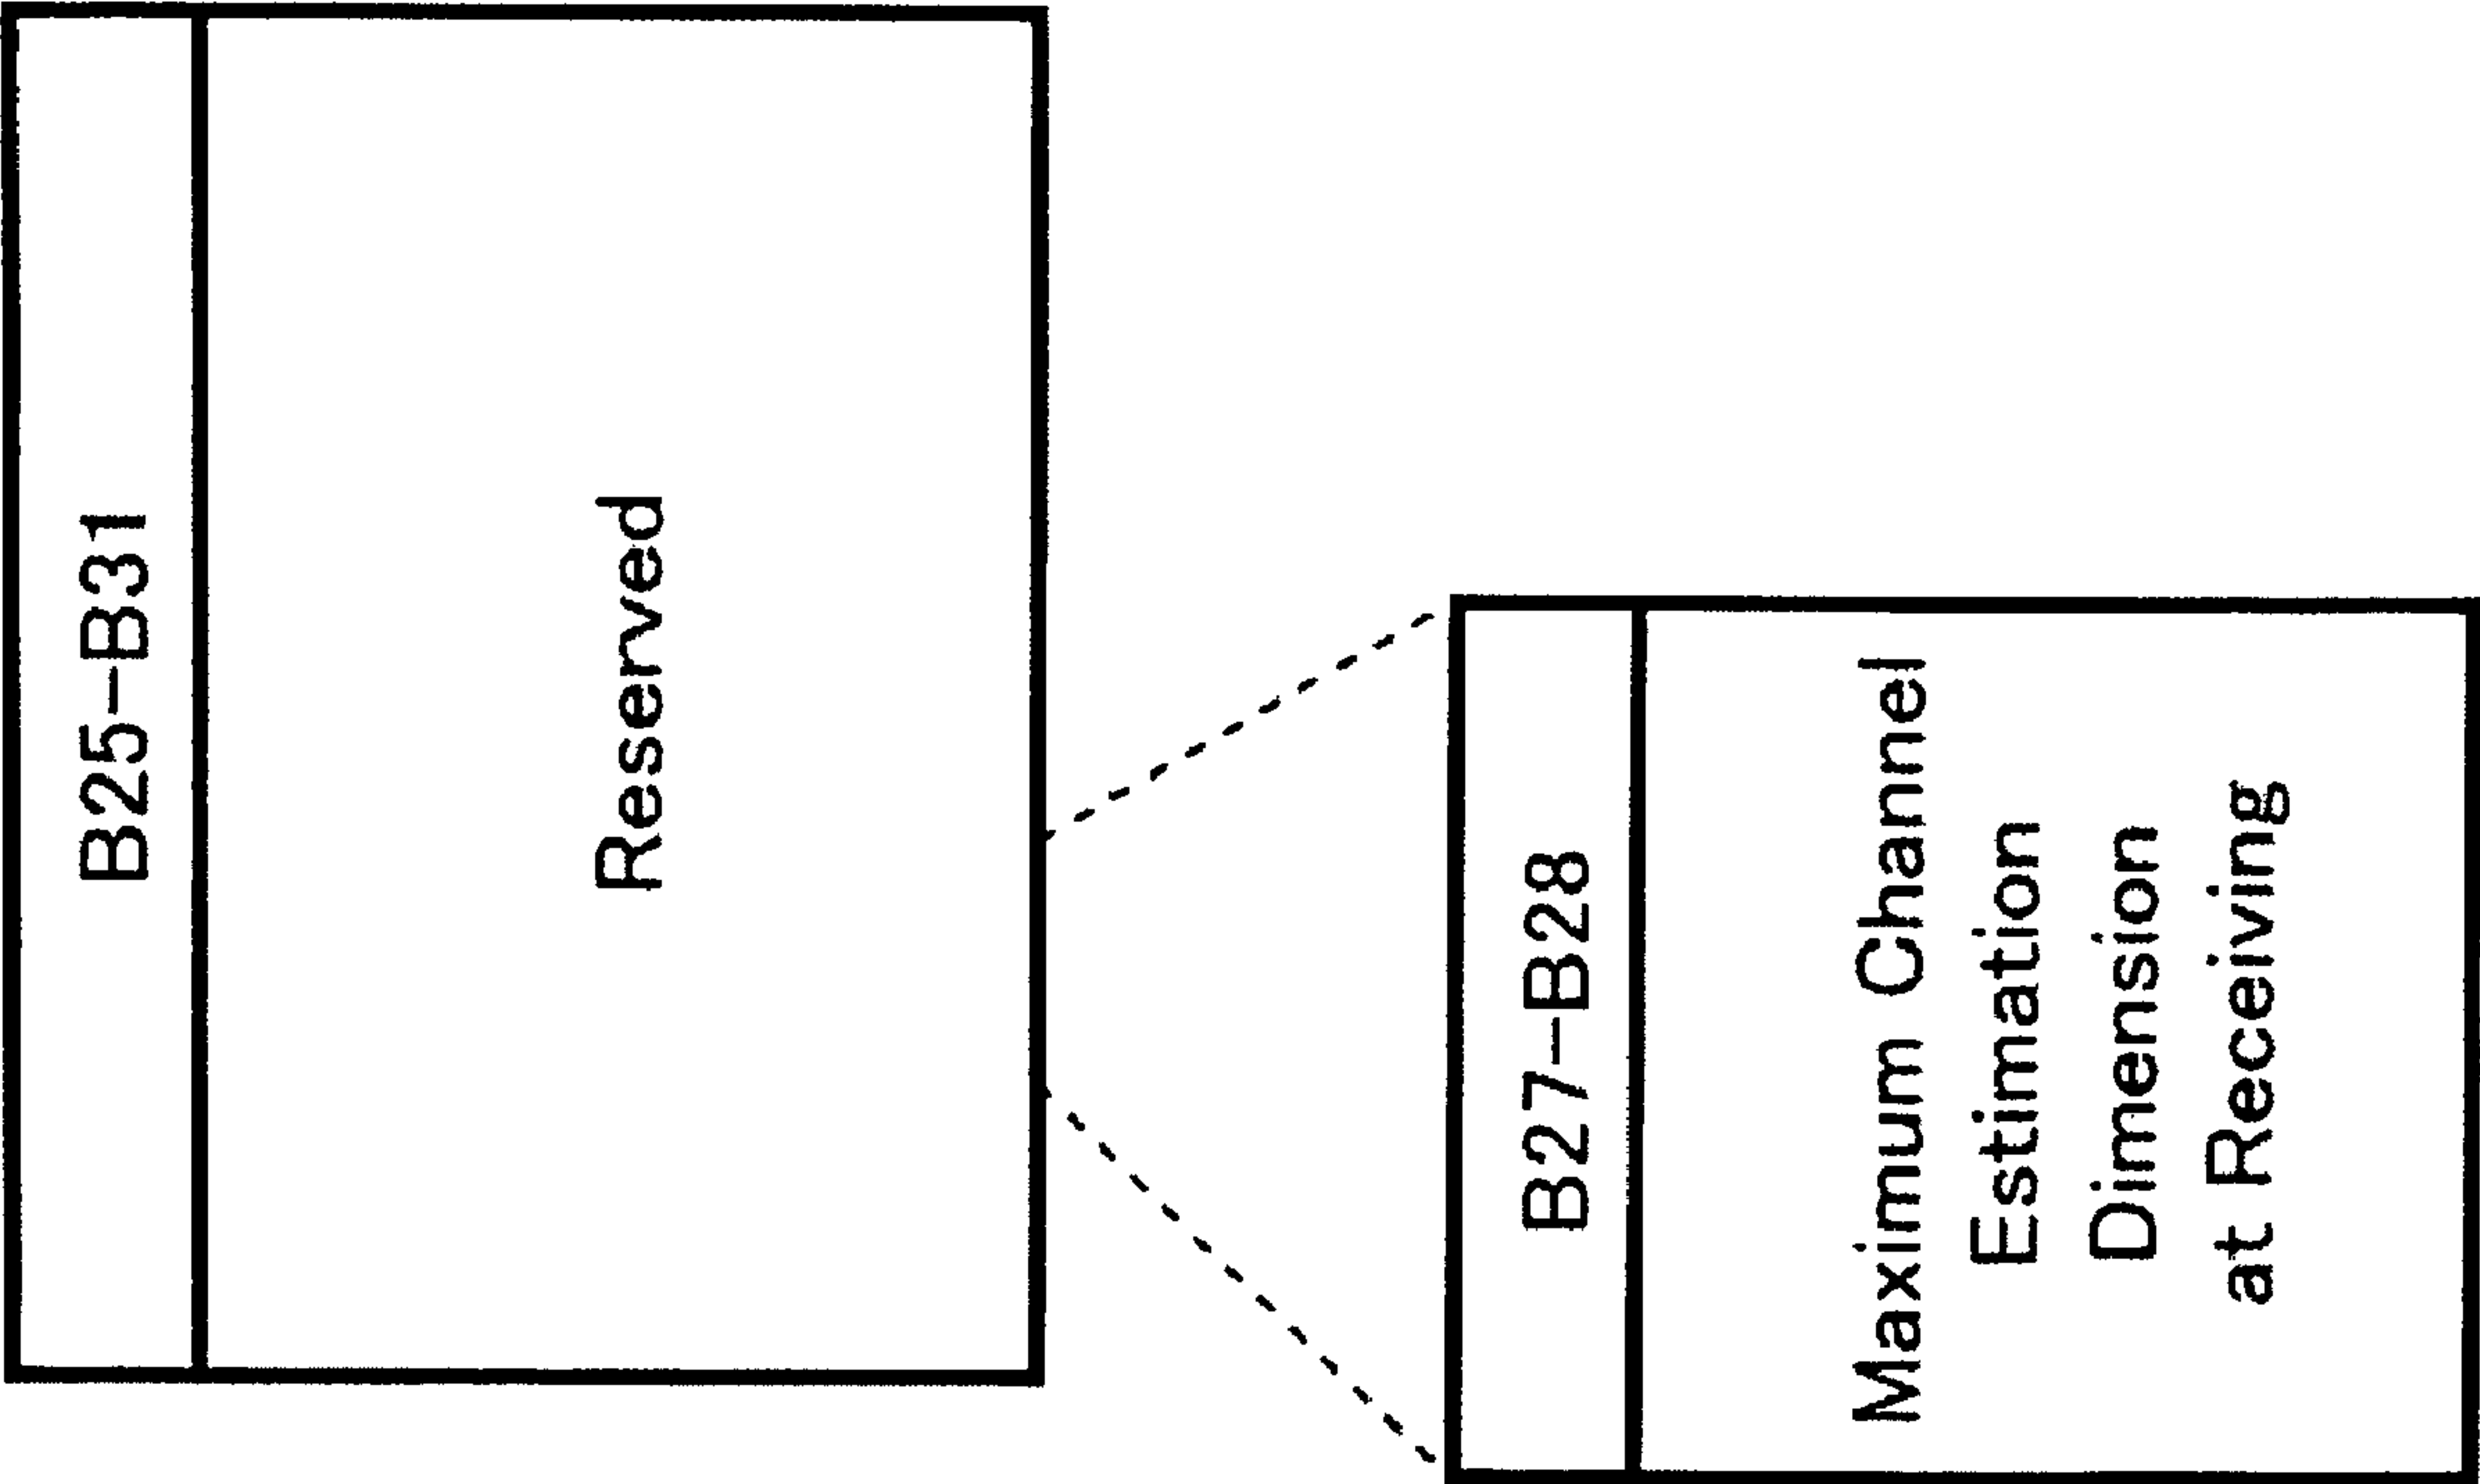 B25-B31
Reserved
B27-B28
Maximum Channel
Estimation
Dimension
at Receiving